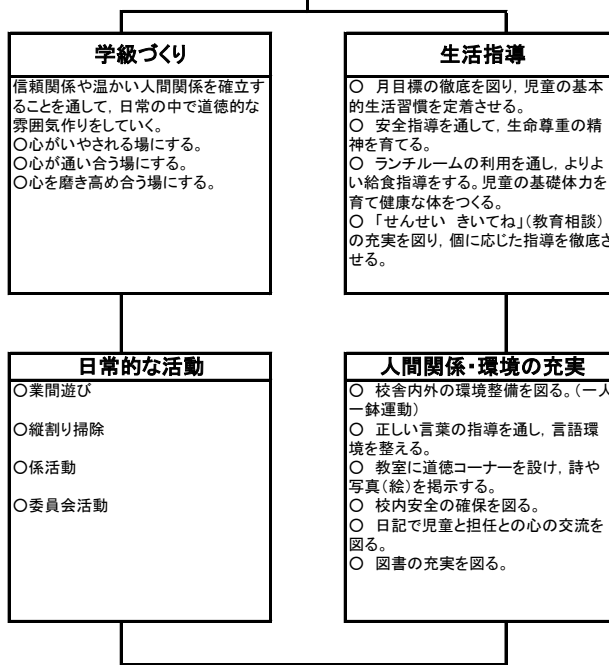 学級づくり
信頼関係や温かい人間関係を確立す
ることを通して，日常の中で道徳的な
雰囲気作りをしていく。
○心がいやされる場にする。
○心が通い合う場にする。
○心を磨き高め合う場にする。
生活指導
○　月目標の徹底を図り，児童の基本
的生活習慣を定着させる。
○　安全指導を通して，生命尊重の精
神を育てる。
○　ランチルームの利用を通し，よりよ
い給食指導をする。児童の基礎体力を
育て健康な体をつくる。
○　「せんせい　きいてね」（教育相談）
の充実を図り，個に応じた指導を徹底さ
せる。
日常的な活動
○業間遊び
○縦割り掃除
○係活動
○委員会活動
人間関係・環境の充実
○　校舎内外の環境整備を図る。（一人
一鉢運動）
○　正しい言葉の指導を通し，言語環
境を整える。
○　教室に道徳コーナーを設け，詩や
写真（絵）を掲示する。
○　校内安全の確保を図る。
○　日記で児童と担任との心の交流を
図る。
○　図書の充実を図る。